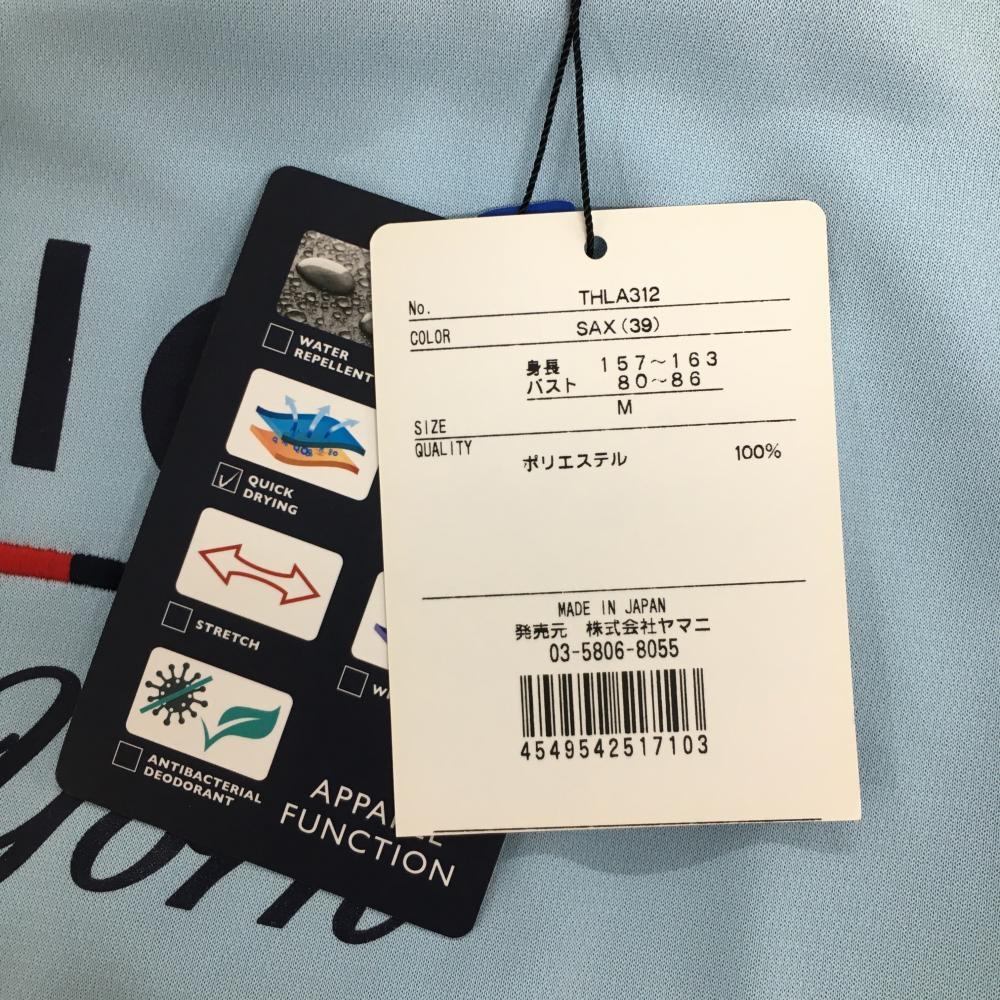 No. THLA312
COLOR SAX(39)
身長 157~163
バスト 80~86
SIZE M
QUALITY
ポリエステル 100%
MADE IN JAPAN
発売元 株式会社ヤマニ
03-5806-8055
4549542517103
WATER
REPELLENT
QUICK
DRYING
STRETCH
ANTIBACTERIAL
DEODORANT
FUNCTION